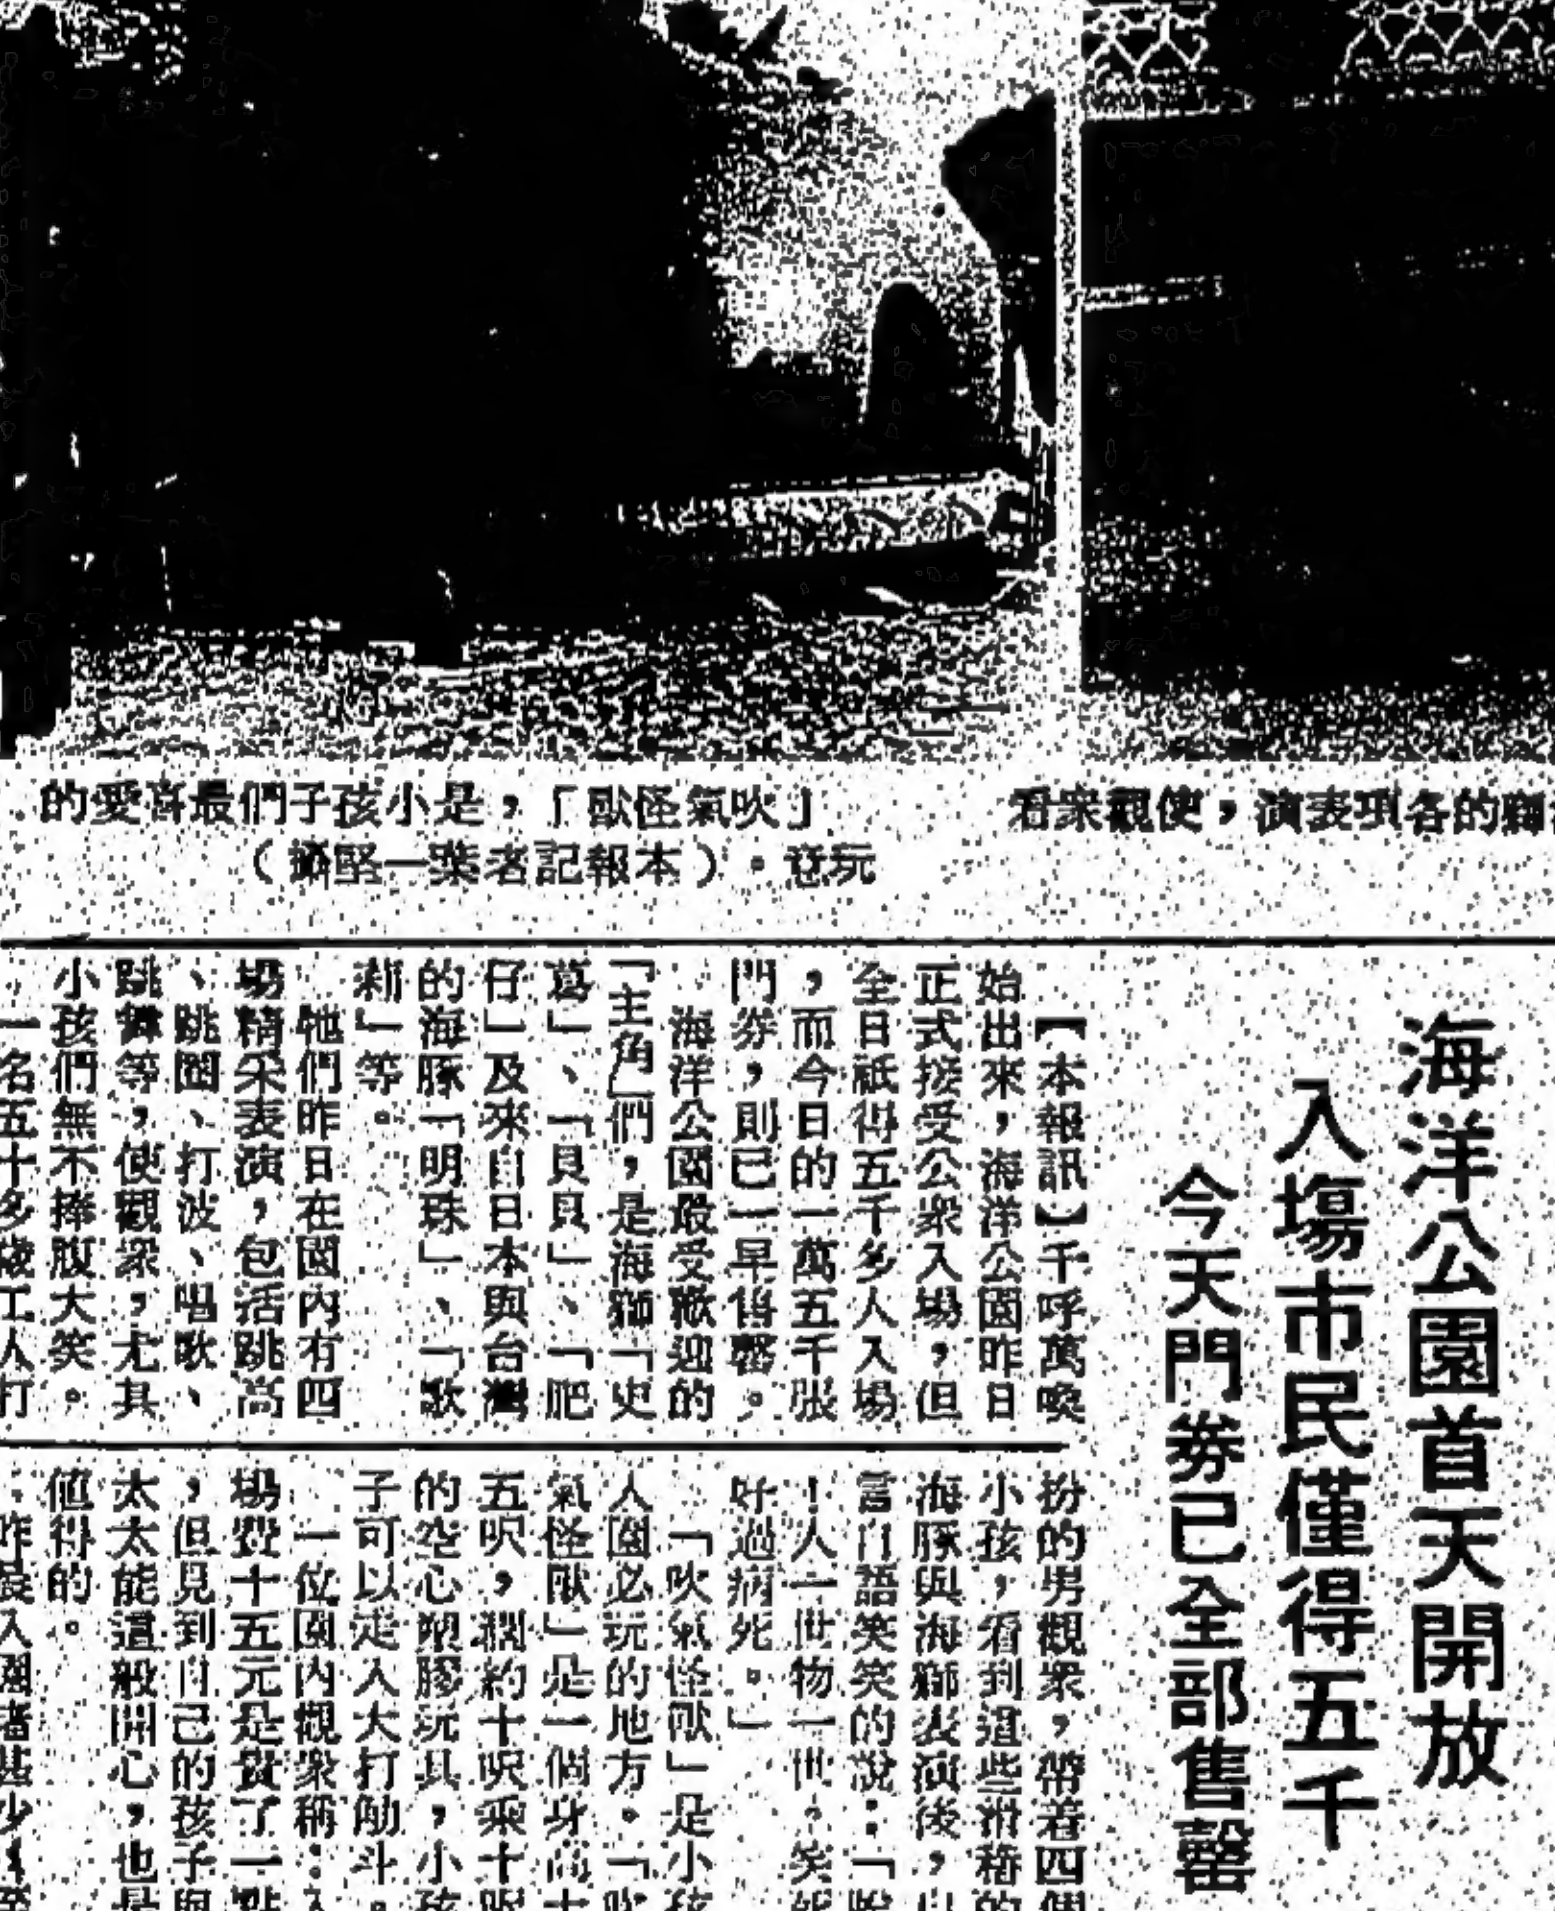 獅的各項表演，使觀眾看
「吹氣怪獸」，是小孩子們最喜愛的
玩意。（本報記者葉一堅攝）
海洋公園首天開放
入塲市民僅得五千
今天門券已全部售罄
【本報訊】千呼萬喚
始出來，海洋公園昨日
正式接受公衆入場，但
全日祇得五千多人入場
，而今日的一萬五千張
門券，則已一早售罄。
海洋公園最受歡迎的
「主角」們，是海獅「史
葛」、「貝貝」、「肥
仔」及來自日本與台灣
的海豚「明珠」、「歌
莉」等。
牠們昨日在園內有四
場精采表演，包括跳高
、跳圈、打波、唱歌、
跳舞等，使觀衆，尤其
小孩們無不捧腹大笑。
一名五十多歲工人打
扮的男觀衆，帶着四個
小孩，看到這些滑稽的
海豚與海獅表演後，自
言自語笑笑的說：「
！人一世物一世。笑
好過病死。」
「吹氣怪獸」是小孩
入園必玩的地方。「吹
氣怪獸」是一個身高十
五呎，濶約十呎乘十呎
的空心塑膠玩具，小孩
子可以走入大打觔斗。
一位園內觀衆稱：入
場費十五元是貴了一點
，但見到自己的孩子與
太太能這般開心，也是
值得的。
昨晨入園者甚少